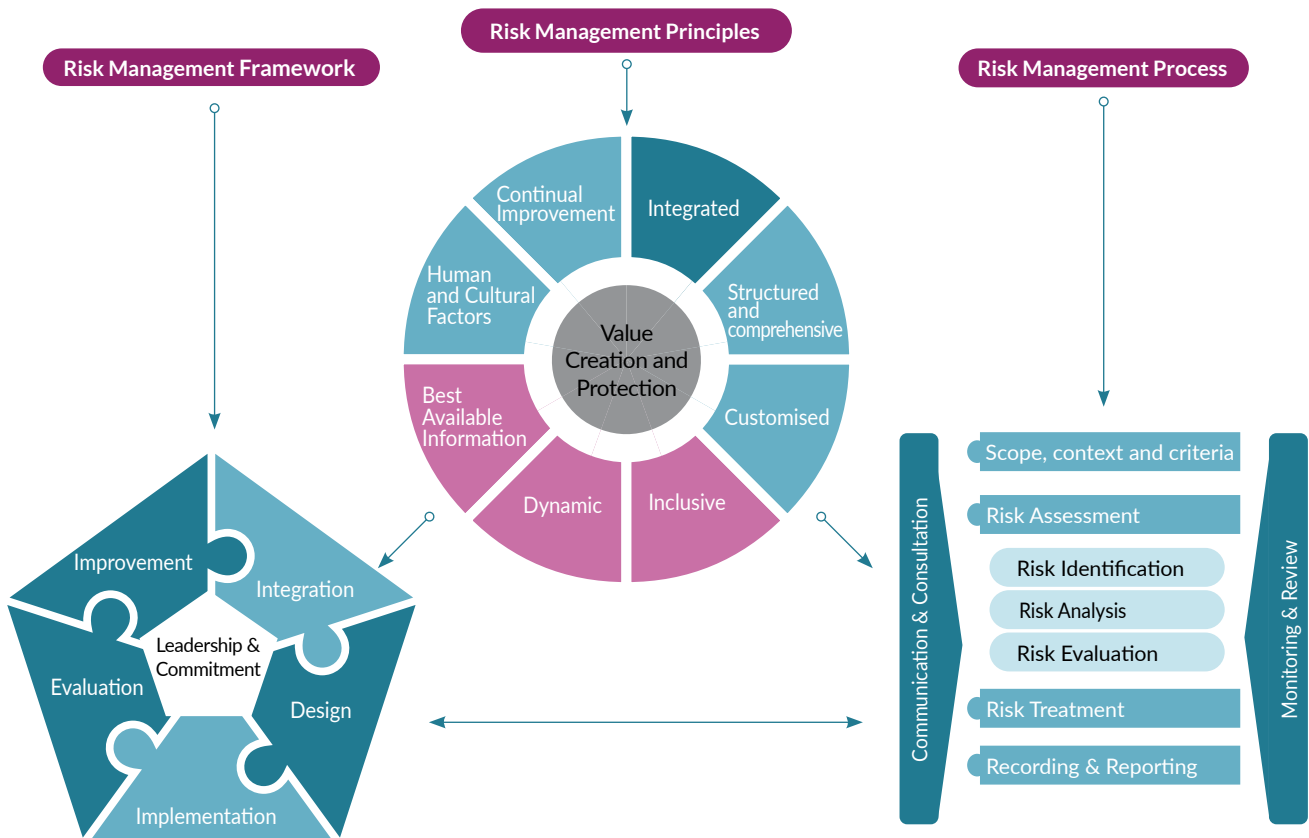 Risk Management Principles
Risk Management Framework
Risk Management Process
Continual
Improvement
Integrated
Human
and Cultural
Factors
Structured
and
comprehensive
Value
Creation and
Protection
Best
Available
Information
Customised
Dynamic
Inclusive
Improvement
Integration
Leadership &
Commitment
Evaluation
Design
Implementation
Communication & Consultation
Scope, context and criteria
Risk Assessment
Risk Identification
Risk Analysis
Risk Evaluation
Risk Treatment
Recording & Reporting
Monitoring & Review